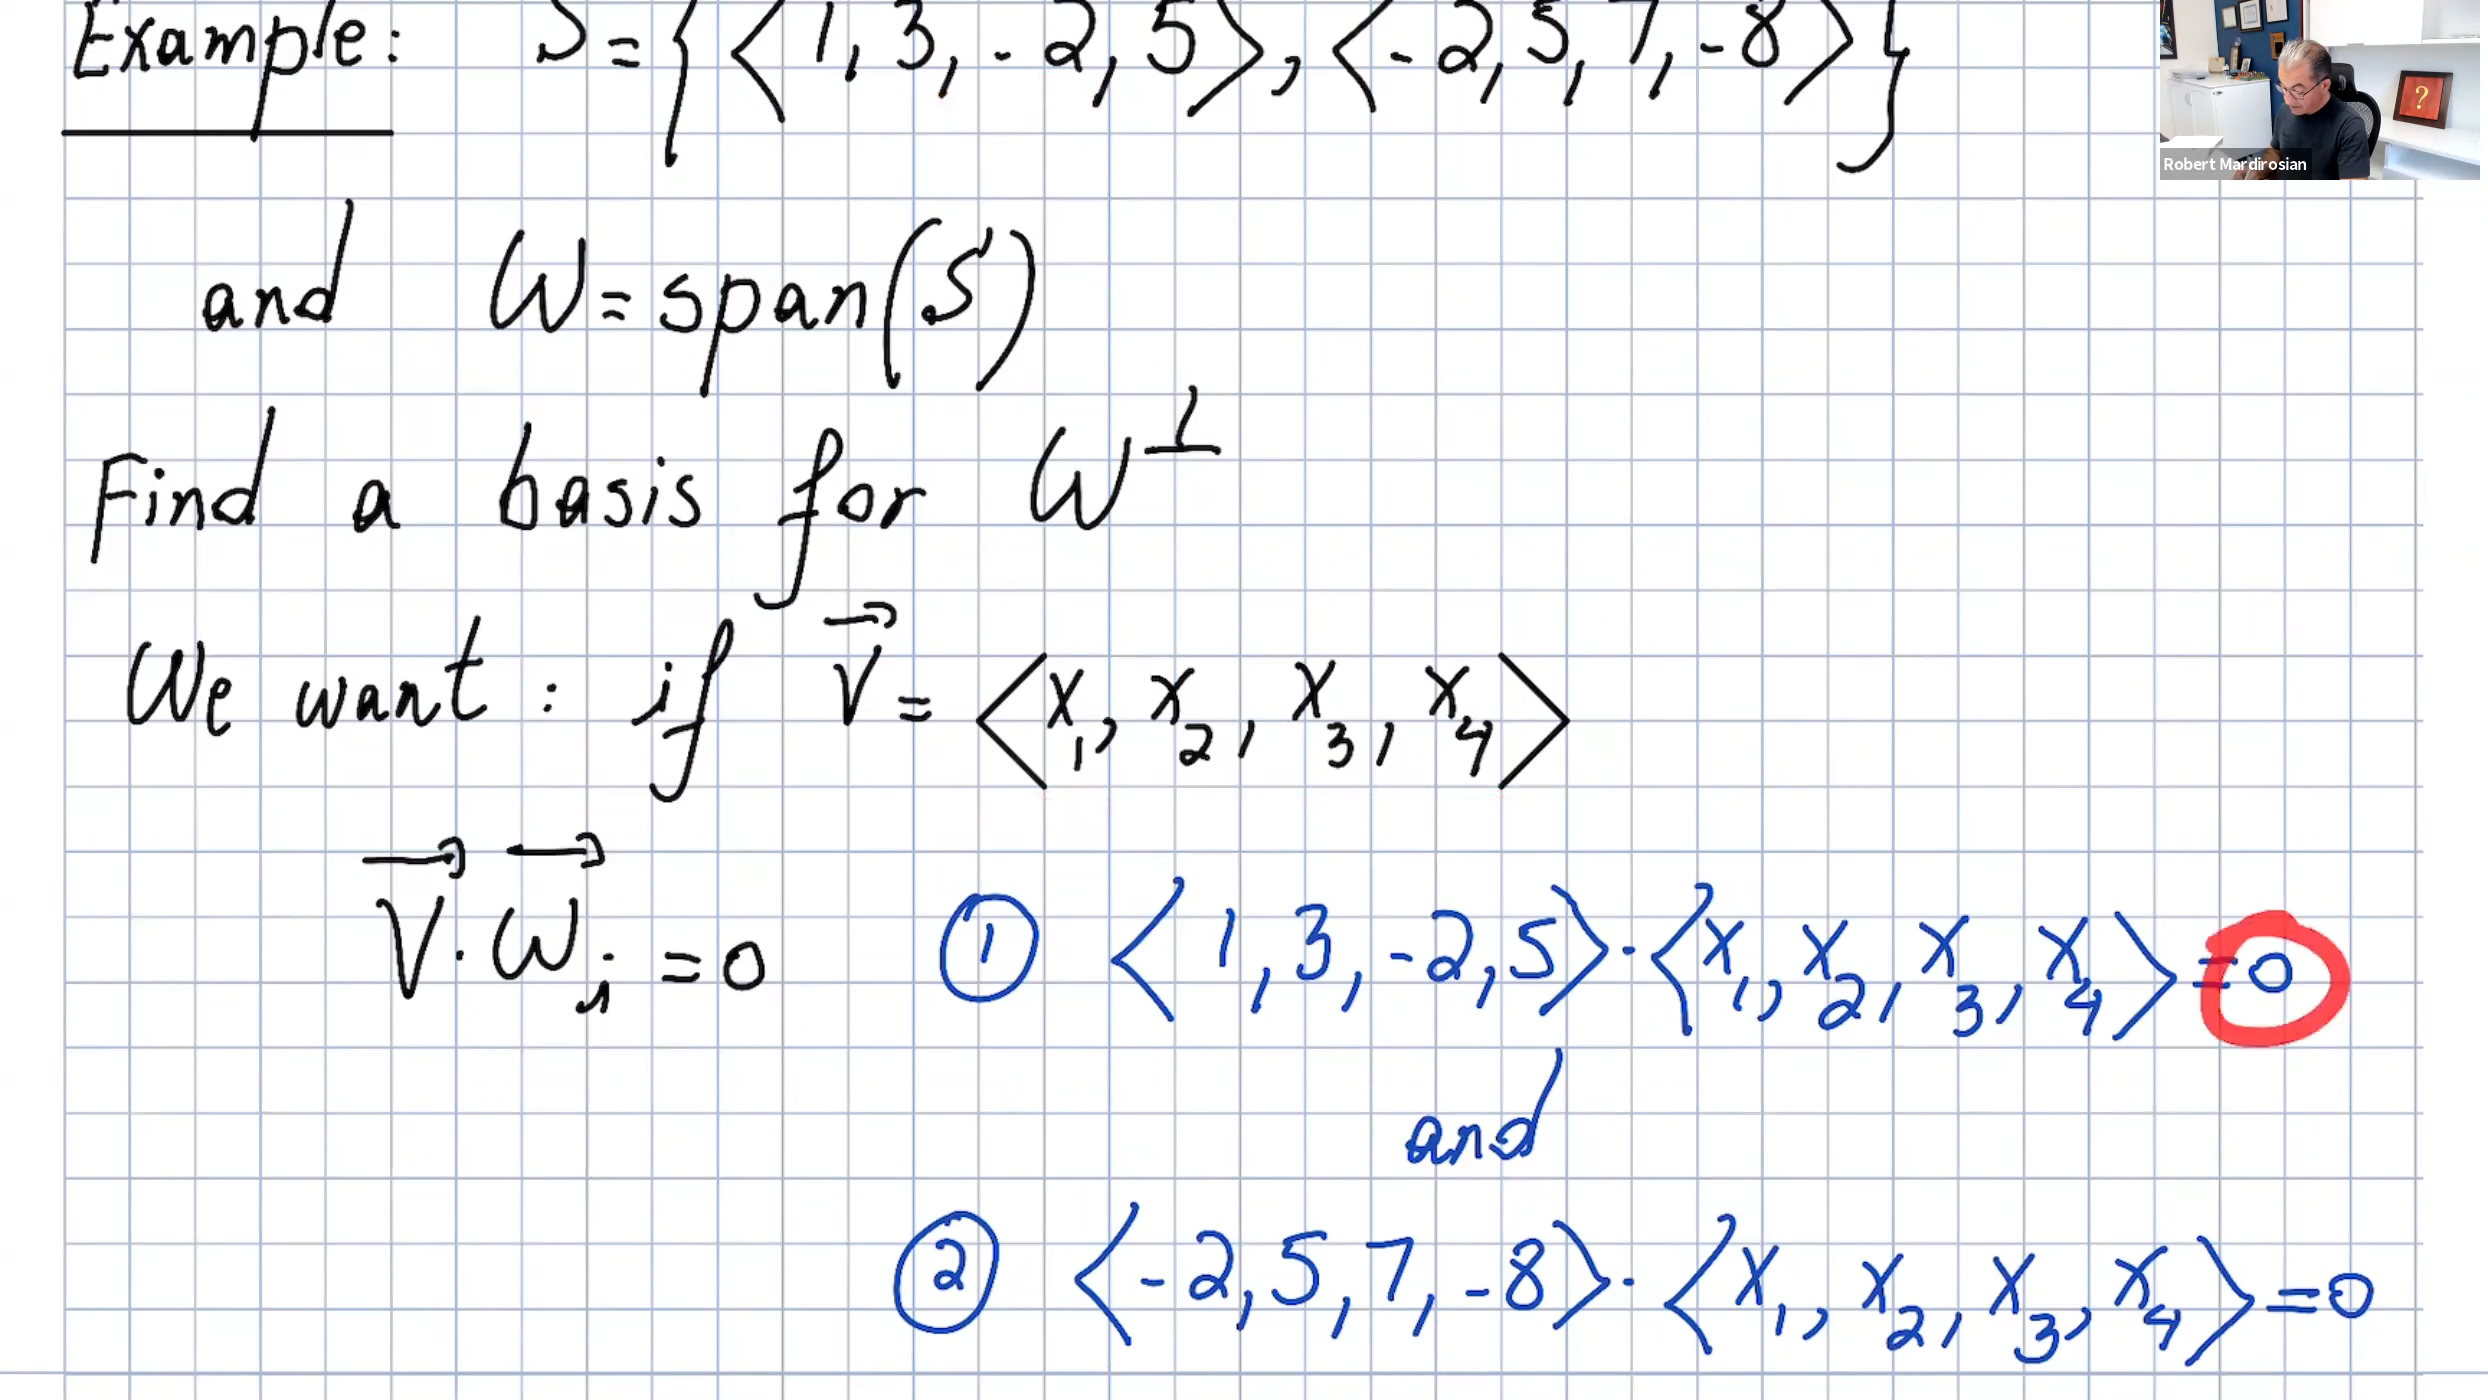 Example: S = { <1, 3, -2, 5>, <-2, 5, 7, -8> }
?
Robert Mardirosian
and W = span(S)
Find a basis for W⊥
We want : if v⃗ = <x₁, x₂, x₃, x₄>
v⃗ · w⃗ᵢ = 0
① <1, 3, -2, 5> · <x₁, x₂, x₃, x₄> = 0
and
② <-2, 5, 7, -8> · <x₁, x₂, x₃, x₄> = 0